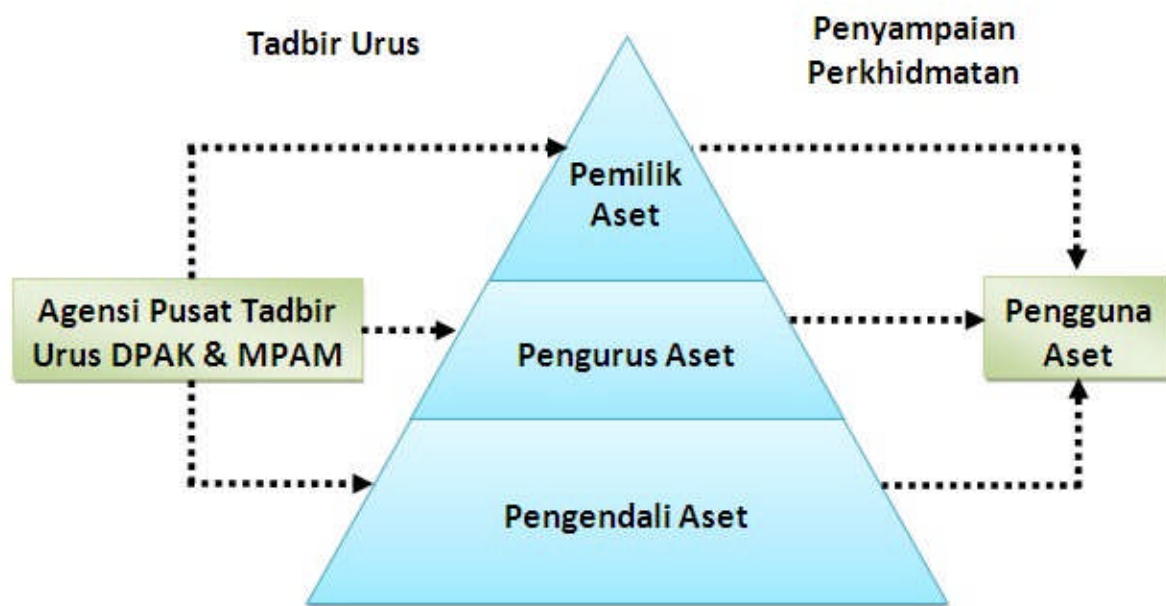 Tadbir Urus
Penyampaian
Perkhidmatan
Pemilik
Aset
Agensi Pusat Tadbir
Urus DPAK & MPAM
Pengurus Aset
Pengguna
Aset
Pengendali Aset